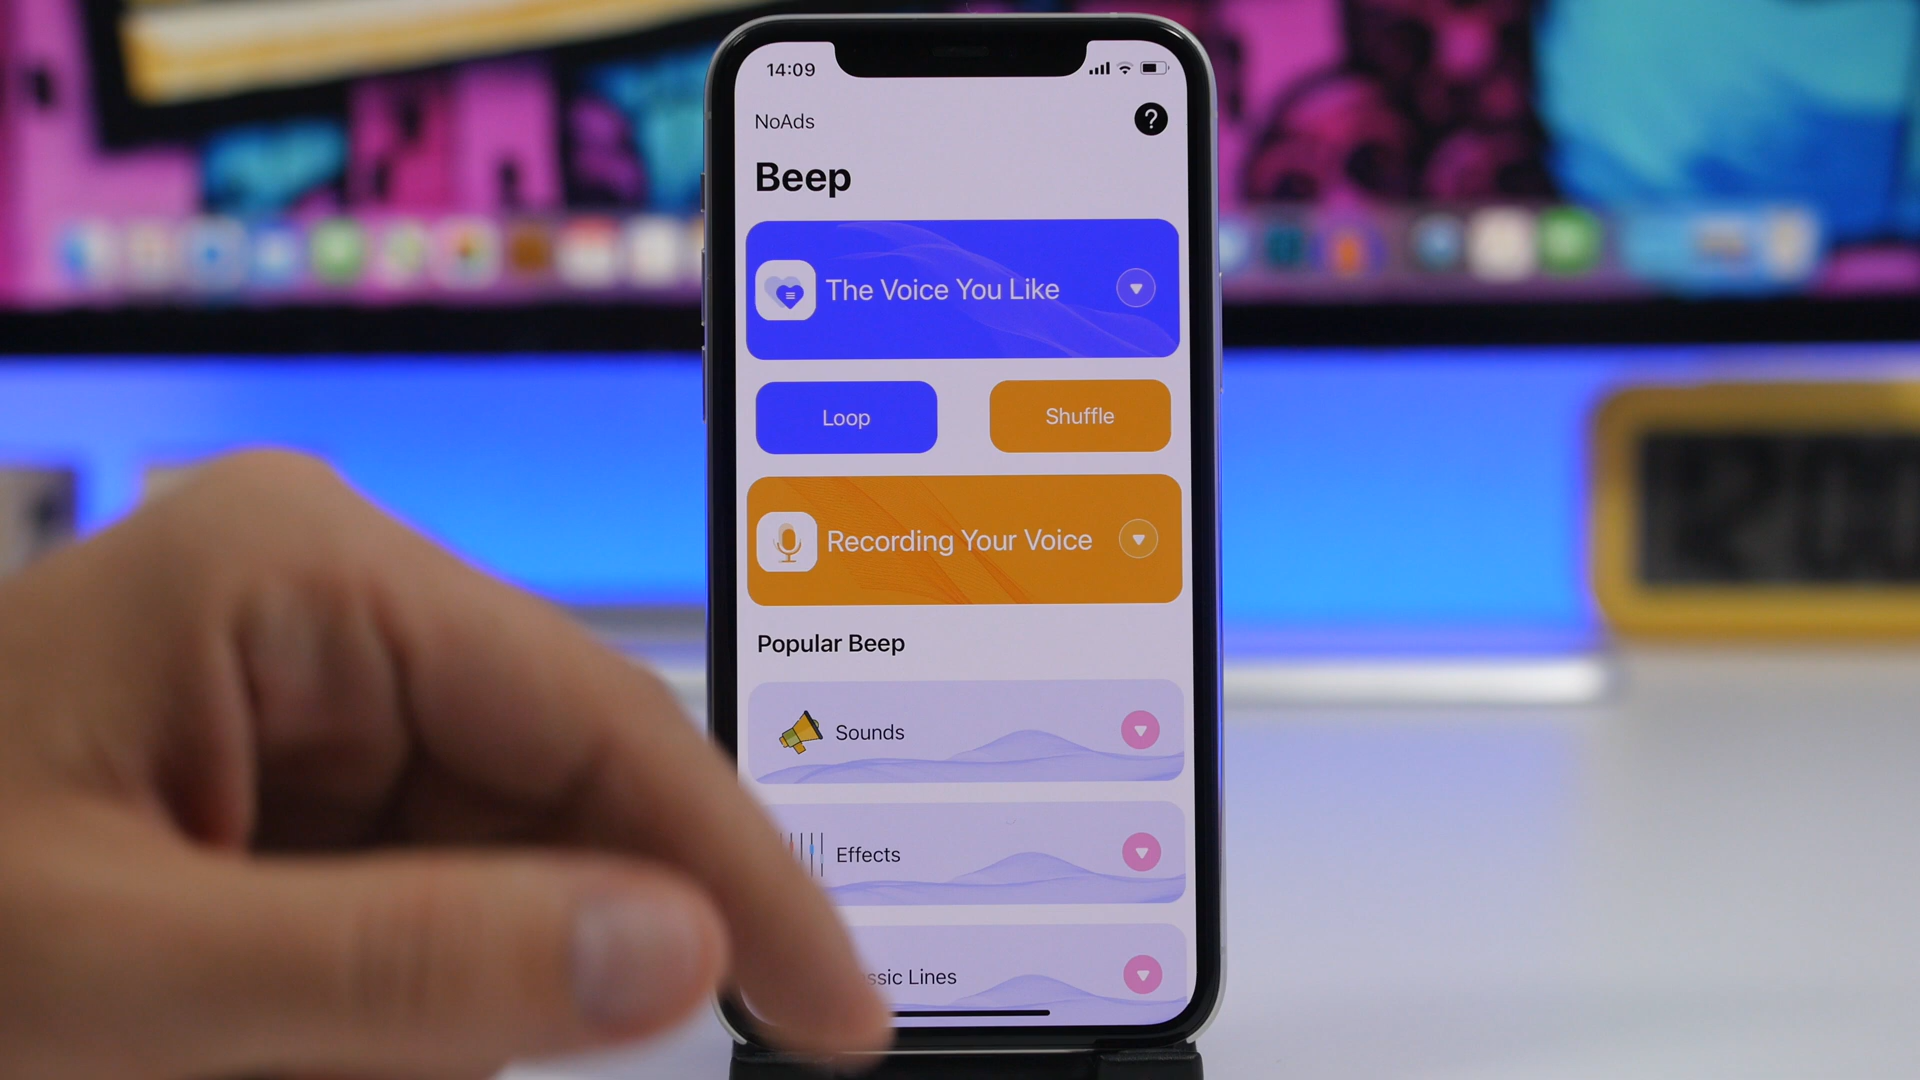 14:09
NoAds
?
Beep
The Voice You Like
Loop
Shuffle
Recording Your Voice
Popular Beep
Sounds
Effects
ssic Lines